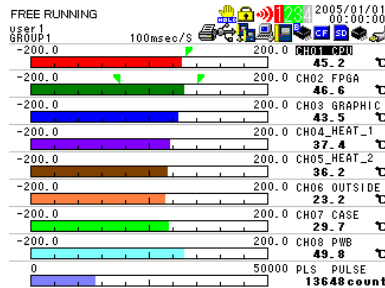 FREE RUNNING 1 2 3 4 2005/01/01
user1 00:00:00
GROUP1 100msec/S CF SD
-200.0 200.0 CH01 CPU
45.2 ℃
-200.0 200.0 CH02 FPGA
46.6 ℃
-200.0 200.0 CH03 GRAPHIC
43.5 ℃
-200.0 200.0 CH04_HEAT_1
37.4 ℃
-200.0 200.0 CH05_HEAT_2
36.2 ℃
-200.0 200.0 CH06 OUTSIDE
23.2 ℃
-200.0 200.0 CH07 CASE
29.7 ℃
-200.0 200.0 CH08 PWB
49.8 ℃
0 50000 PLS PULSE
13648count